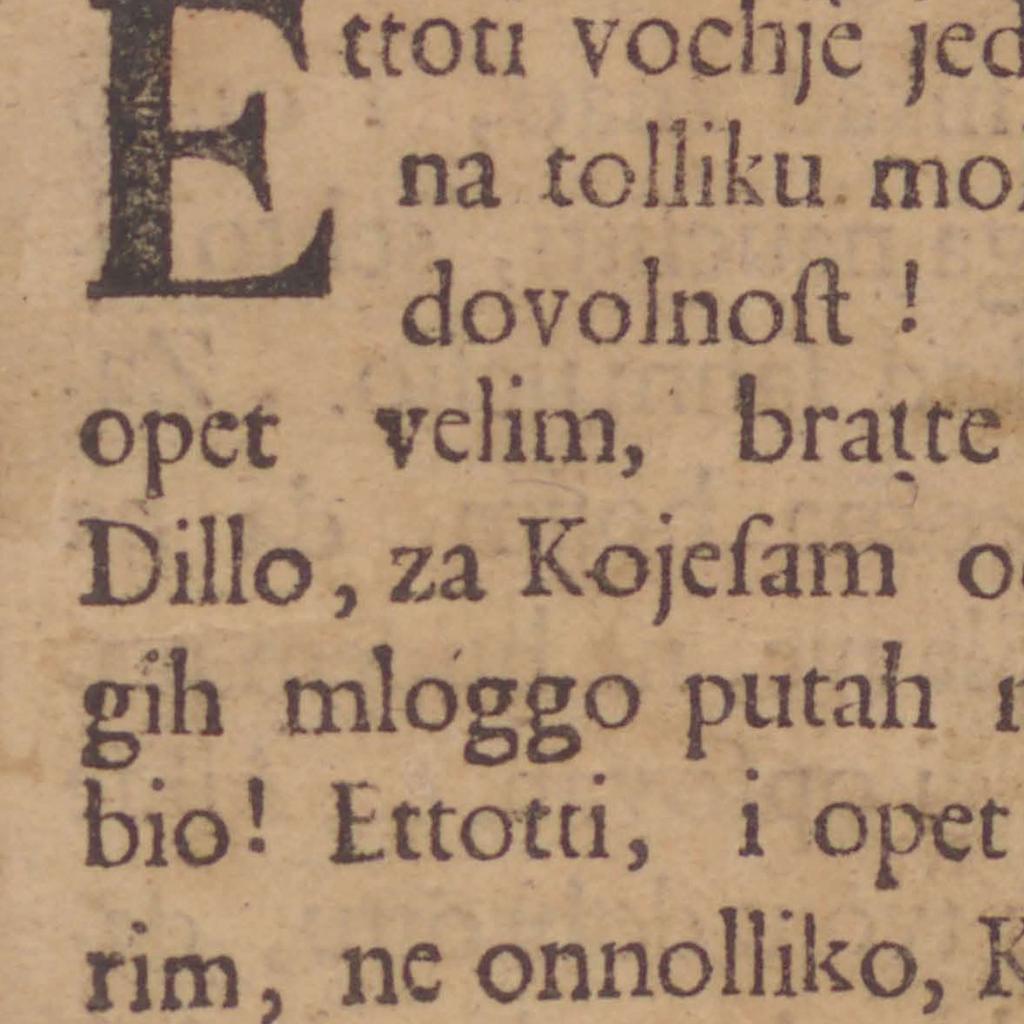 Ettoti vochje jed
na tolliku mo
dovolnoſt !
opet velim, bratte
Dillo, za Kojeſam o
gih mloggo putah
bio! Ettotti, i opet
rim, ne onnolliko, K